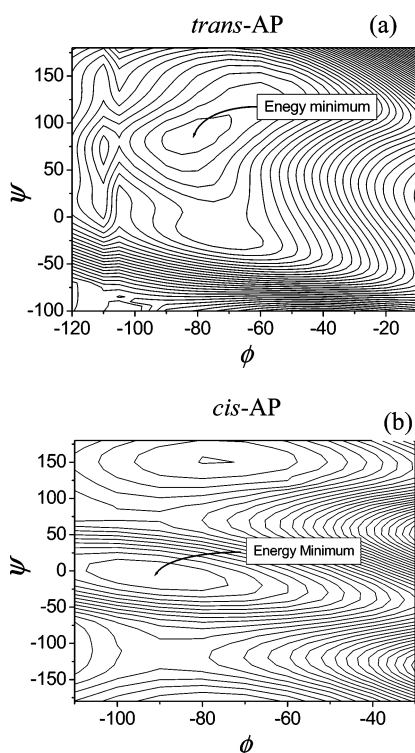 trans-AP (a)
150
100
50
0
-50
-100
ψ
Enegy minimum
-120 -100 -80 -60 -40 -20
ϕ
cis-AP (b)
150
100
50
0
-50
-100
-150
ψ
Energy Minimum
-100 -80 -60 -40
ϕ